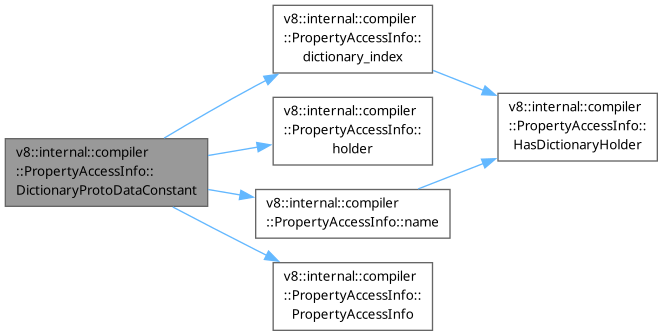 v8::internal::compiler
::PropertyAccessInfo::
DictionaryProtoDataConstant
v8::internal::compiler
::PropertyAccessInfo::
dictionary_index
v8::internal::compiler
::PropertyAccessInfo::
holder
v8::internal::compiler
::PropertyAccessInfo::name
v8::internal::compiler
::PropertyAccessInfo::
PropertyAccessInfo
v8::internal::compiler
::PropertyAccessInfo::
HasDictionaryHolder